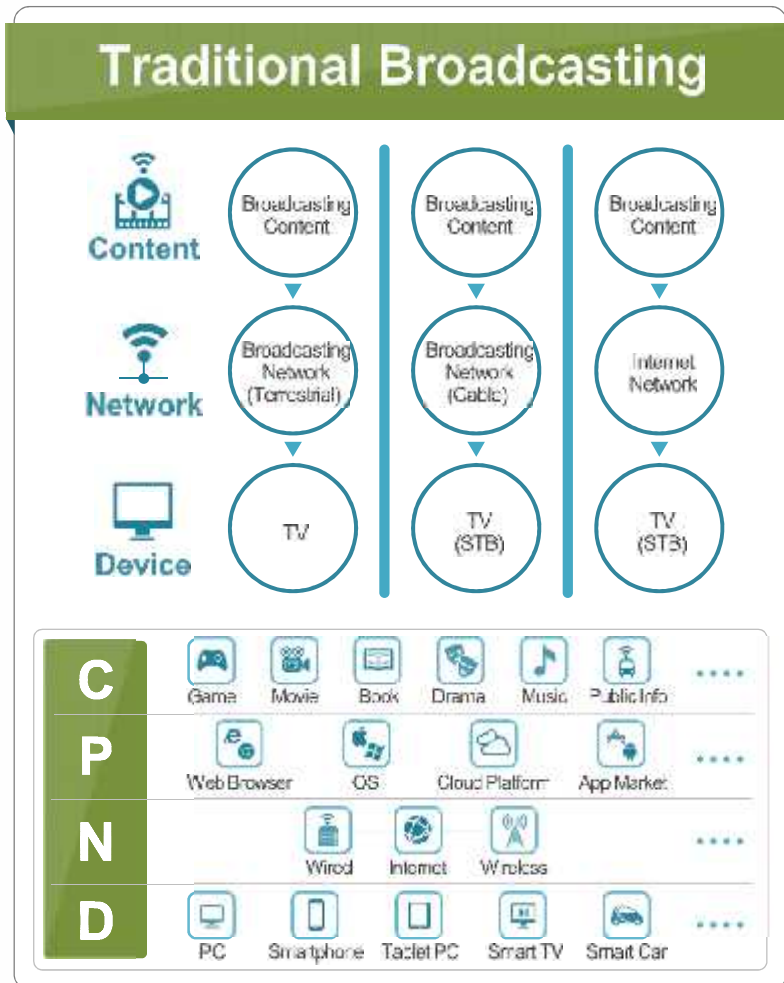 Traditional Broadcasting
Content
Broadcasting
Content
Broadcasting
Content
Broadcasting
Content
Network
Broadcasting
Network
(Terrestrial)
Broadcasting
Network
(Cable)
Internet
Network
Device
TV
TV
(STB)
TV
(STB)
C
Game Movie Book Drama Music Public Info
P
Web Browser OS Cloud Platform App Market
N
Wired Internet Wireless
D
PC Smartphone Tablet PC Smart TV Smart Car